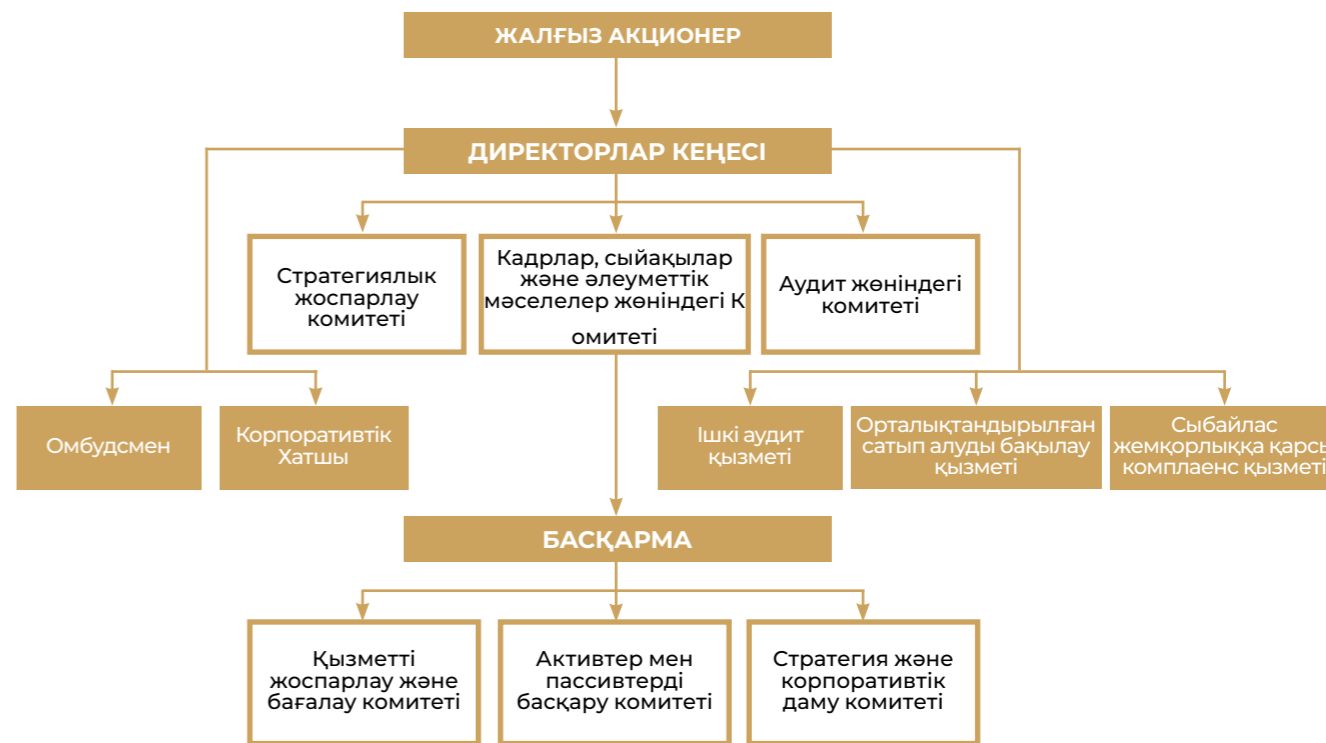 ЖАЛҒЫЗ АКЦИОНЕР
ДИРЕКТОРЛАР КЕҢЕСІ
Стратегиялык
жоспарлау
комитеті
Кадрлар, сыйақылар
және әлеуметтік
мәселелер жөніндегі К
омитеті
Аудит жөніндегі
комитеті
Омбудсмен
Корпоративтік
Хатшы
Ішкі аудит
қызметі
Орталықтандырылған
сатып алуды бақылау
қызметі
Сыбайлас
жемқорлыққа қарсы
комплаенс қызметі
БАСҚАРМА
Қызметті
жоспарлау және
бағалау комитеті
Активтер мен
пассивтерді
басқару комитеті
Стратегия және
корпоративтік
даму комитеті